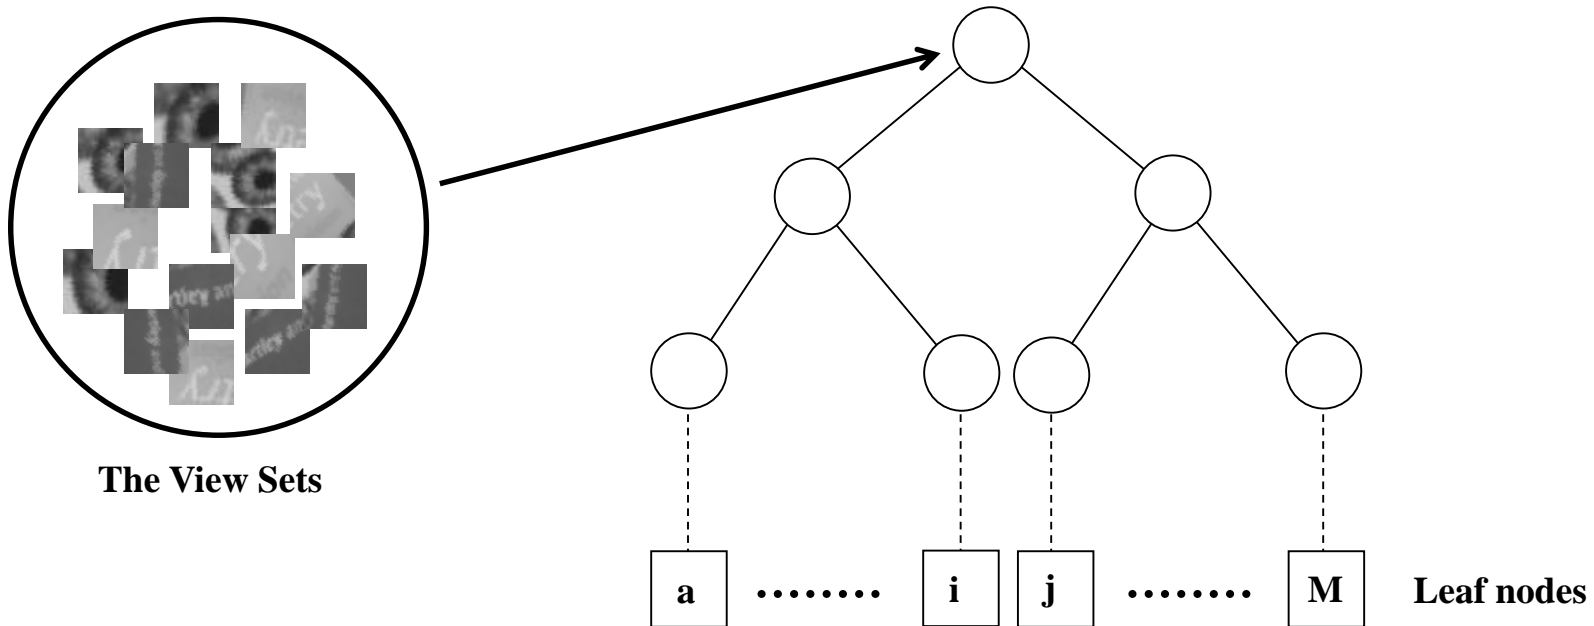 The View Sets
a ........ i j ........ M Leaf nodes